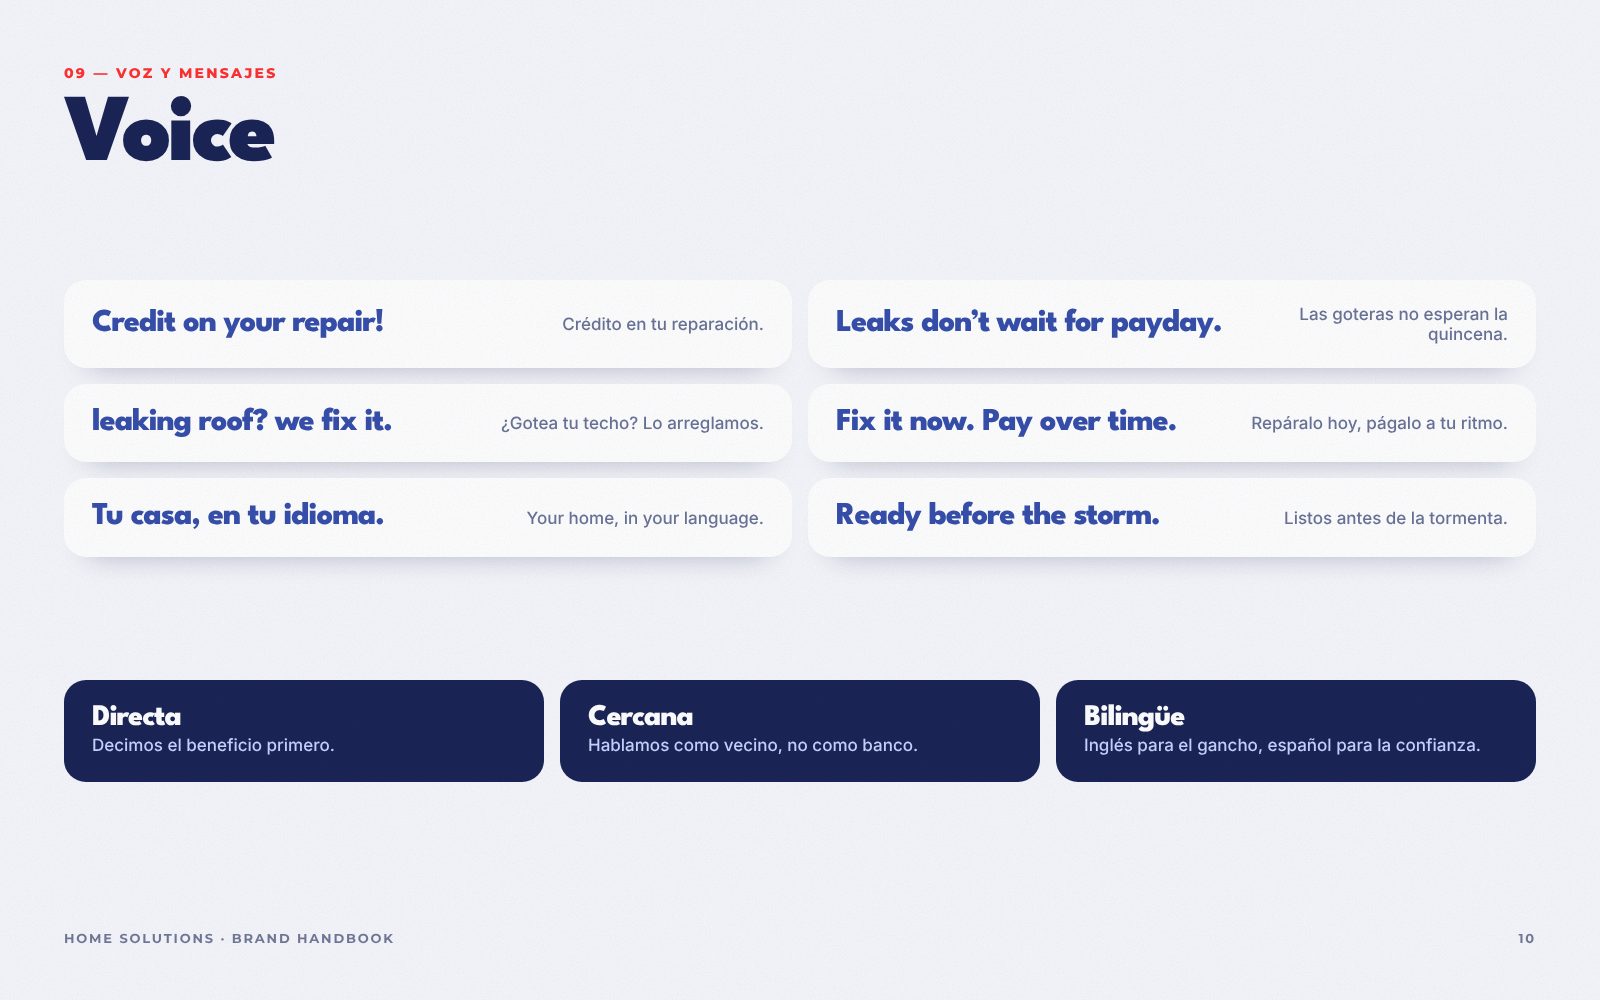 09 — VOZ Y MENSAJES
Voice
Credit on your repair!
Crédito en tu reparación.
Leaks don’t wait for payday.
Las goteras no esperan la
quincena.
leaking roof? we fix it.
¿Gotea tu techo? Lo arreglamos.
Fix it now. Pay over time.
Repáralo hoy, págalo a tu ritmo.
Tu casa, en tu idioma.
Your home, in your language.
Ready before the storm.
Listos antes de la tormenta.
Directa
Decimos el beneficio primero.
Cercana
Hablamos como vecino, no como banco.
Bilingüe
Inglés para el gancho, español para la confianza.
HOME SOLUTIONS · BRAND HANDBOOK
10